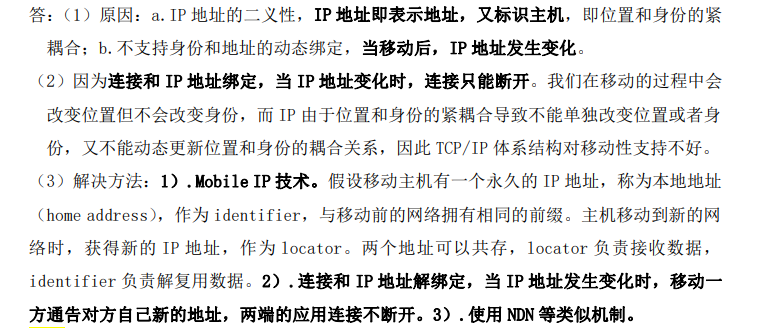 答：（1）原因：a.IP 地址的二义性，IP 地址即表示地址，又标识主机，即位置和身份的紧
耦合；b.不支持身份和地址的动态绑定，当移动后，IP 地址发生变化。
（2）因为连接和 IP 地址绑定，当 IP 地址变化时，连接只能断开。我们在移动的过程中会
改变位置但不会改变身份，而 IP 由于位置和身份的紧耦合导致不能单独改变位置或者身
份，又不能动态更新位置和身份的耦合关系，因此 TCP/IP 体系结构对移动性支持不好。
（3）解决方法：1）.Mobile IP 技术。假设移动主机有一个永久的 IP 地址，称为本地地址
（home address），作为 identifier，与移动前的网络拥有相同的前缀。主机移动到新的网
络时，获得新的 IP 地址，作为 locator。两个地址可以共存，locator 负责接收数据，
identifier 负责解复用数据。2）.连接和 IP 地址解绑定，当 IP 地址发生变化时，移动一
方通告对方自己新的地址，两端的应用连接不断开。3）.使用 NDN 等类似机制。